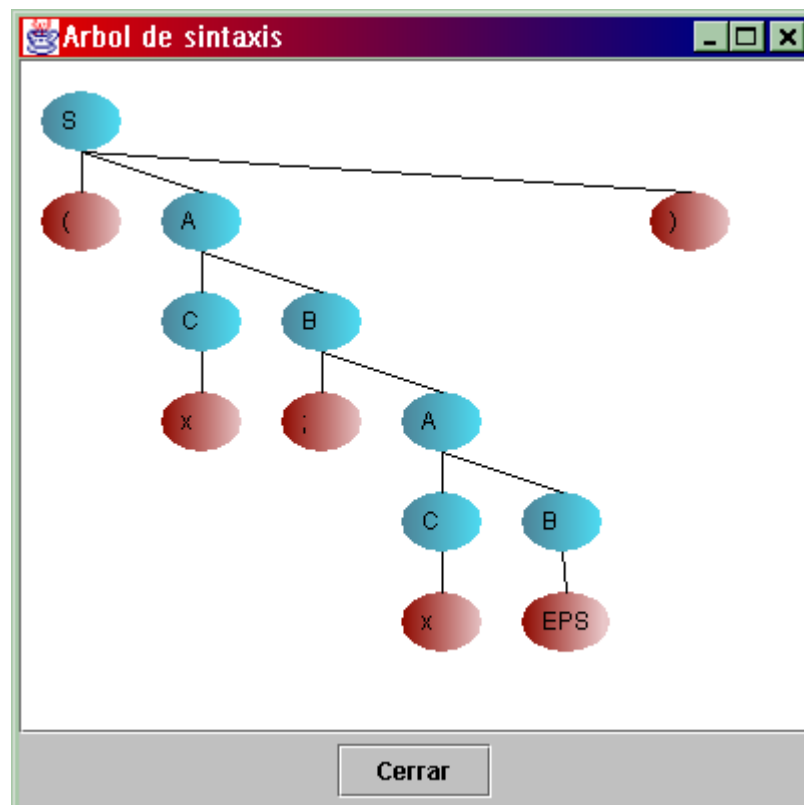 Arbol de sintaxis
S
( A )
C B
x ; A
C B
x EPS
Cerrar